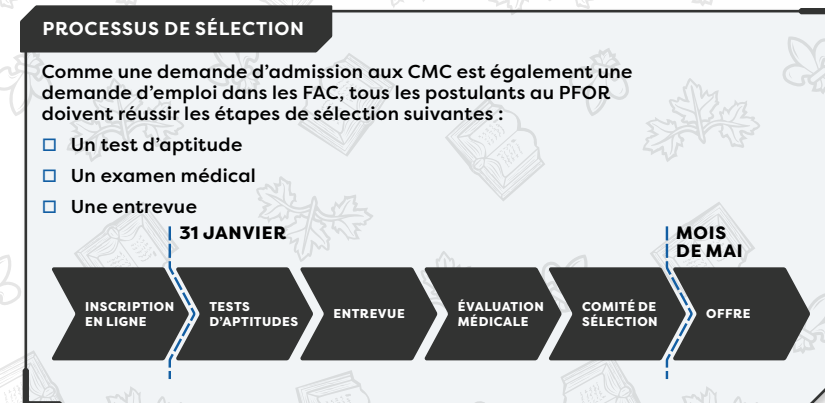 PROCESSUS DE SÉLECTION
Comme une demande d'admission aux CMC est également une
demande d'emploi dans les FAC, tous les postulants au PFOR
doivent réussir les étapes de sélection suivantes :
Un test d'aptitude
Un examen médical
Une entrevue
31 JANVIER
MOIS
DE MAI
INSCRIPTION
EN LIGNE
TESTS
D'APTITUDES
ENTREVUE
ÉVALUATION
MÉDICALE
COMITÉ DE
SÉLECTION
OFFRE